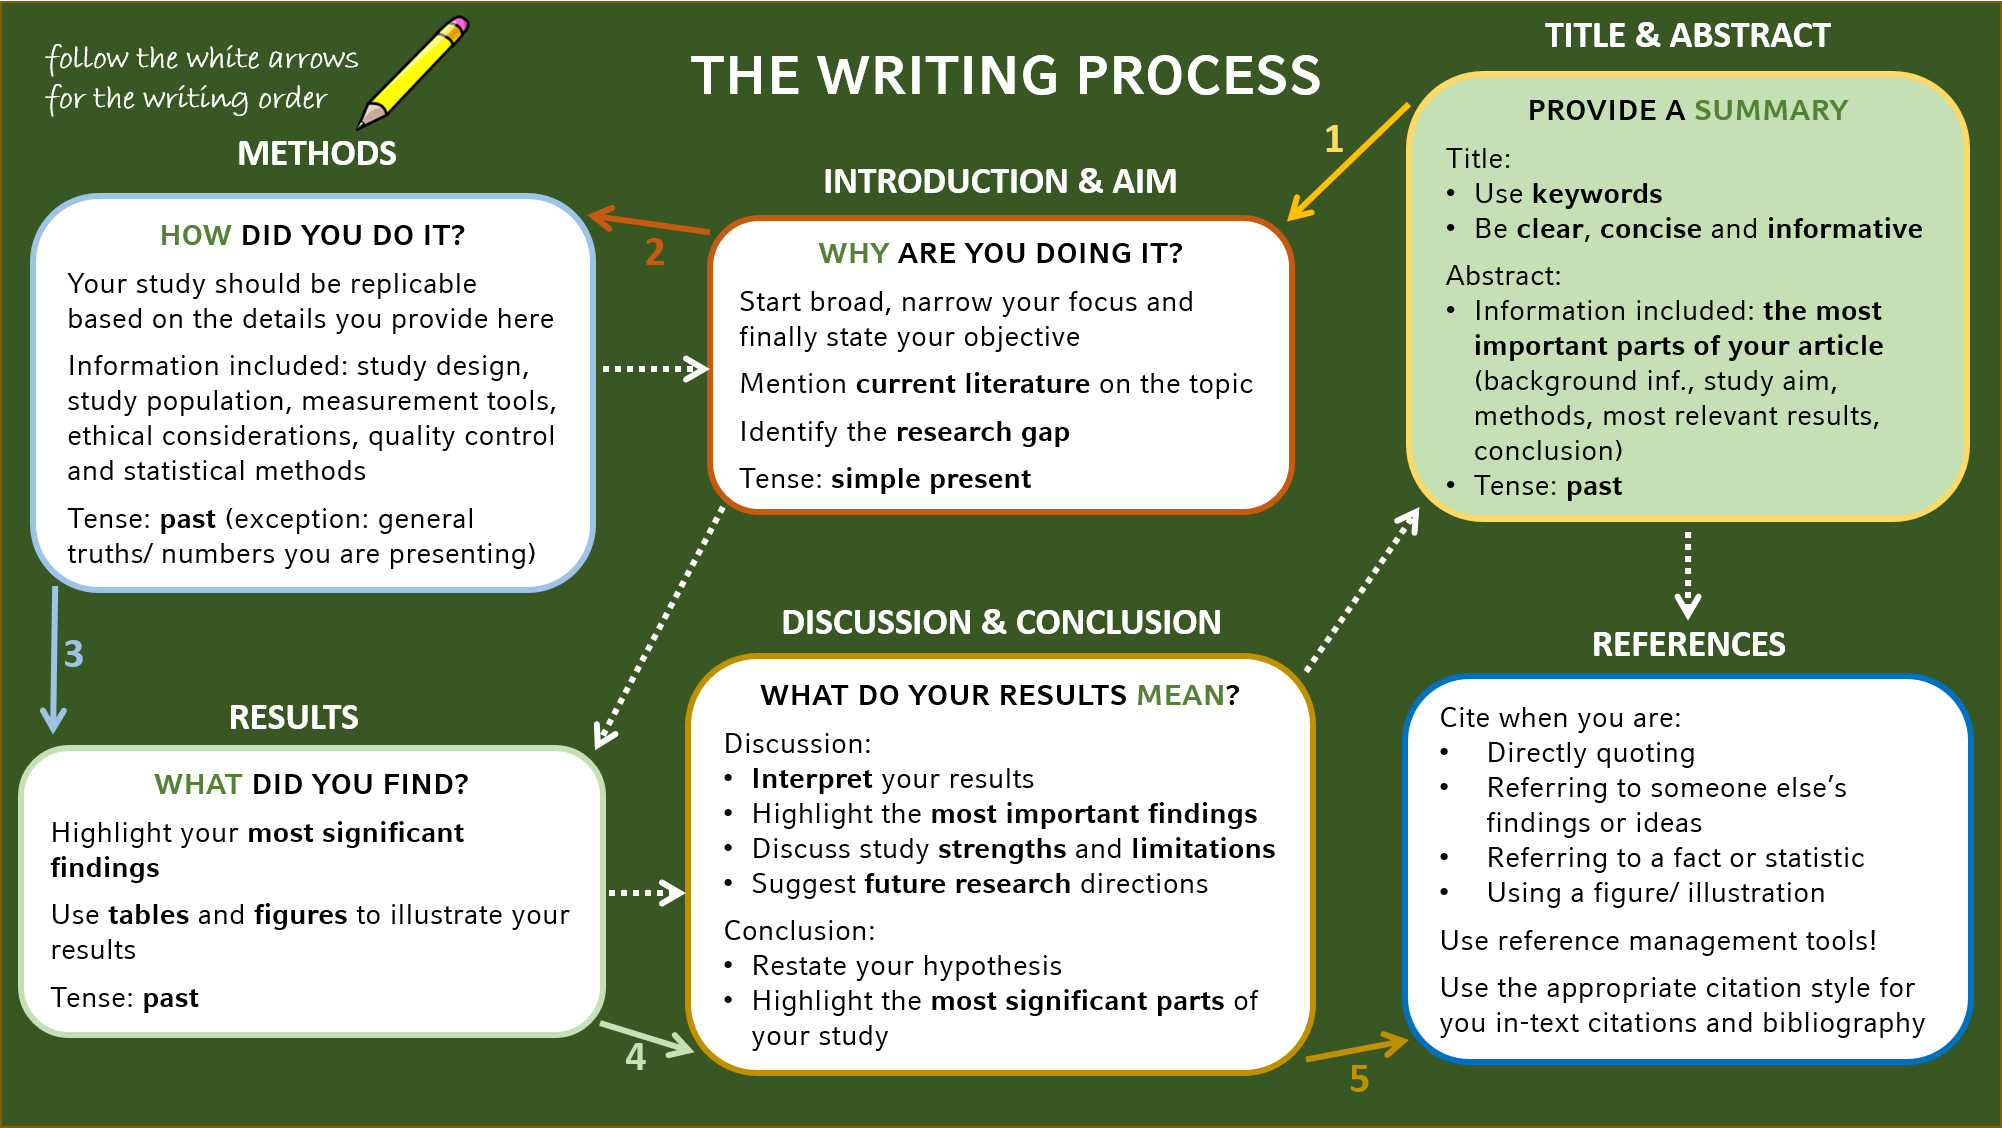 follow the white arrows
for the writing order
THE WRITING PROCESS
TITLE & ABSTRACT
PROVIDE A SUMMARY
Title:
• Use keywords
• Be clear, concise and informative
Abstract:
• Information included: the most
important parts of your article
(background inf., study aim,
methods, most relevant results,
conclusion)
• Tense: past
1
INTRODUCTION & AIM
WHY ARE YOU DOING IT?
Start broad, narrow your focus and
finally state your objective
Mention current literature on the topic
Identify the research gap
Tense: simple present
2
METHODS
HOW DID YOU DO IT?
Your study should be replicable
based on the details you provide here
Information included: study design,
study population, measurement tools,
ethical considerations, quality control
and statistical methods
Tense: past (exception: general
truths/ numbers you are presenting)
3
RESULTS
WHAT DID YOU FIND?
Highlight your most significant
findings
Use tables and figures to illustrate your
results
Tense: past
4
DISCUSSION & CONCLUSION
WHAT DO YOUR RESULTS MEAN?
Discussion:
• Interpret your results
• Highlight the most important findings
• Discuss study strengths and limitations
• Suggest future research directions
Conclusion:
• Restate your hypothesis
• Highlight the most significant parts of
your study
5
REFERENCES
Cite when you are:
• Directly quoting
• Referring to someone else’s
findings or ideas
• Referring to a fact or statistic
• Using a figure/ illustration
Use reference management tools!
Use the appropriate citation style for
you in-text citations and bibliography